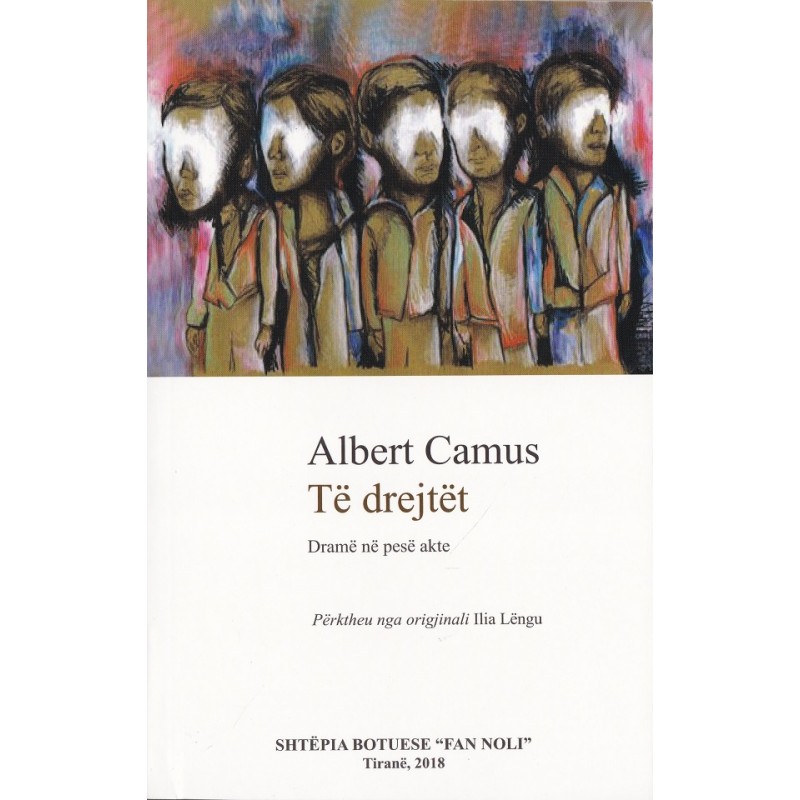 Albert Camus
Të drejtët
Dramë në pesë akte
Përktheu nga origjinali Ilia Lëngu
SHTËPIA BOTUESE “FAN NOLI”
Tiranë, 2018